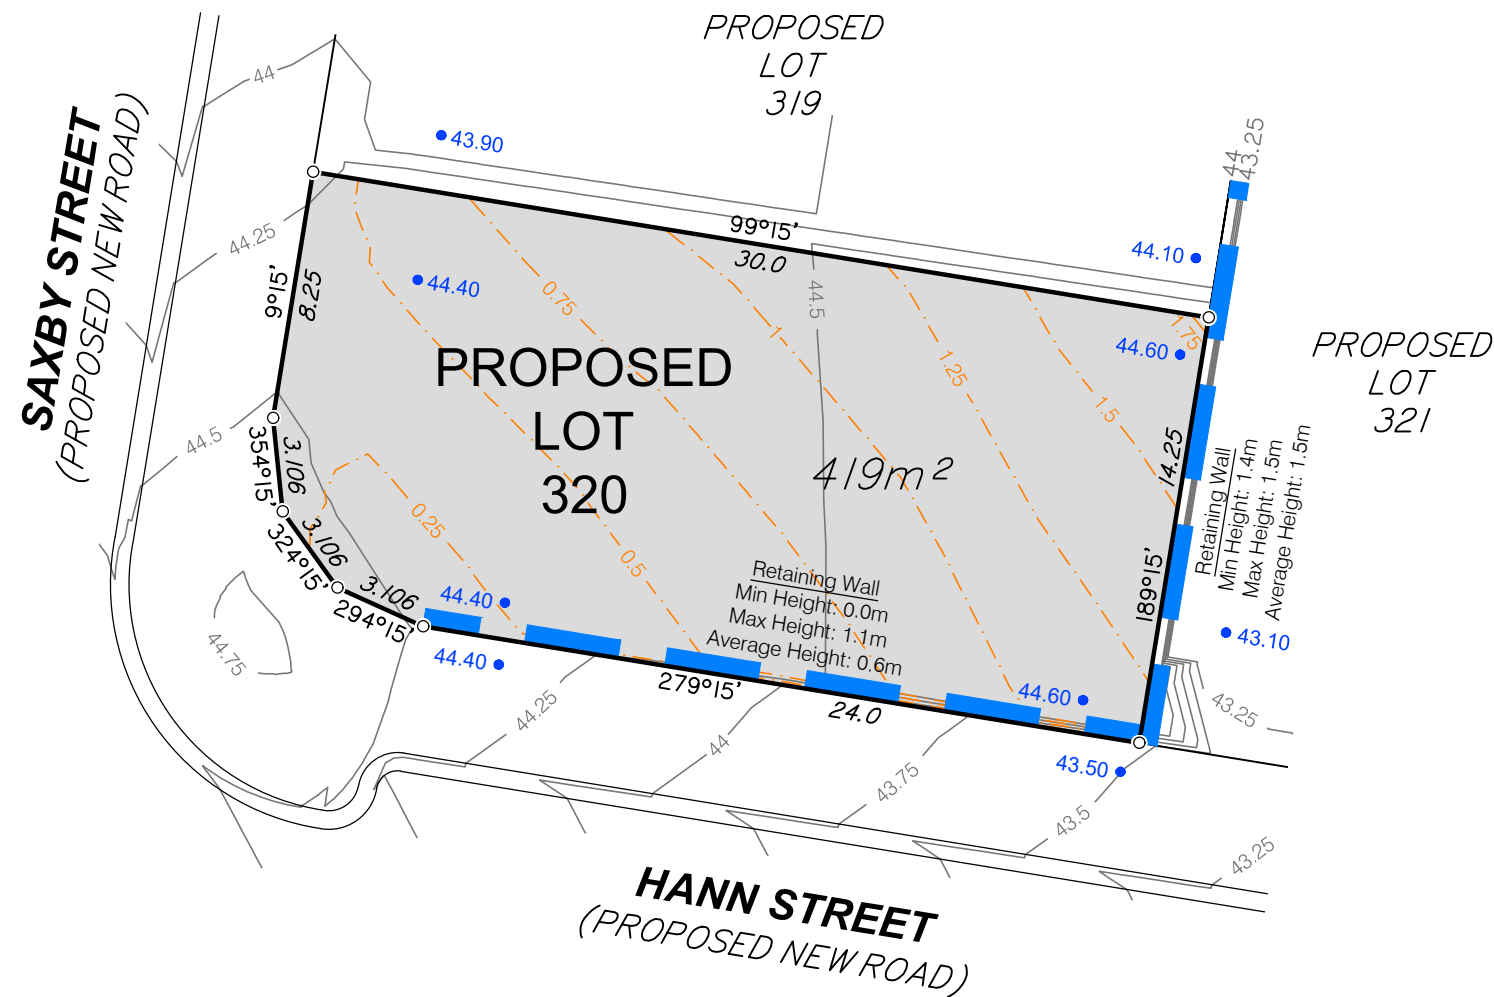 PROPOSED
LOT
319
44
43.90
SAXBY STREET
(PROPOSED NEW ROAD)
44
43.25
44.25
99°15'
30.0
44.10
9°15'
8.25
44.40
0.75
44.5
1
1.25
1.5
1.75
44.60
PROPOSED
LOT
321
PROPOSED
LOT
320
419m²
44.5
354°15'
3.106
324°15'
3.106
294°15'
3.106
0.25
0.5
14.25
189°15'
Retaining Wall
Min Height: 1.4m
Max Height: 1.5m
Average Height: 1.5m
Retaining Wall
Min Height: 0.0m
Max Height: 1.1m
Average Height: 0.6m
44.40
44.40
43.10
44.75
279°15'
24.0
44.60
43.50
43.25
44.25
44
43.75
43.5
43.25
HANN STREET
(PROPOSED NEW ROAD)